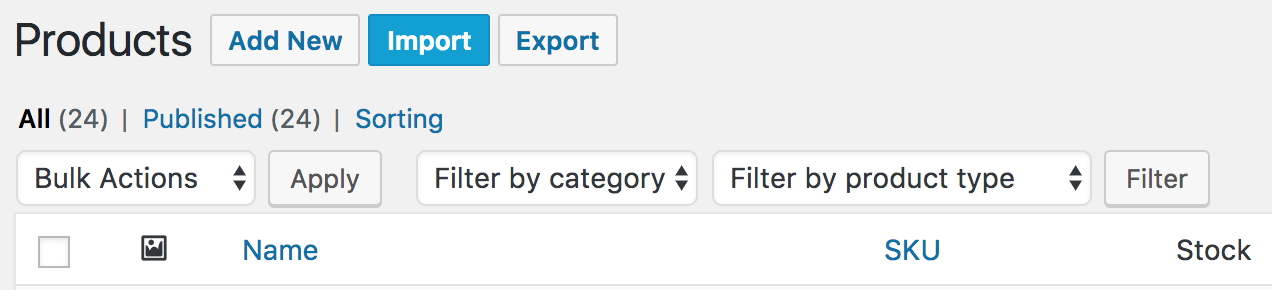 Products Add New Import Export
All (24) | Published (24) | Sorting
Bulk Actions Apply Filter by category Filter by product type Filter
Name SKU Stock